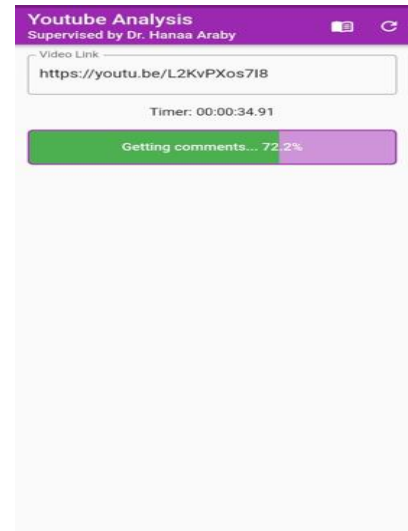 Youtube Analysis
Supervised by Dr. Hanaa Araby
Video Link
https://youtu.be/L2KvPXos7I8
Timer: 00:00:34.91
Getting comments... 72.2%